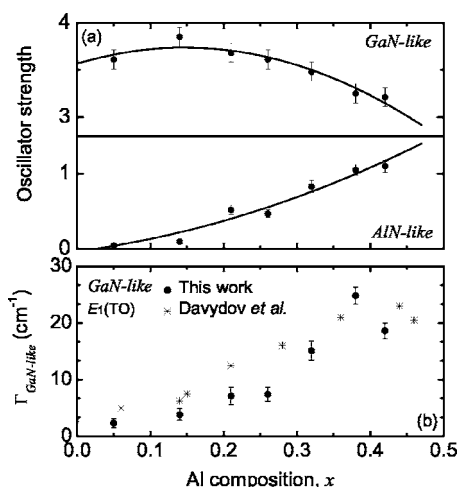 (a)
GaN-like
4
3
Oscillator strength
1
0
AlN-like
30
20
10
0
Γ_GaN-like (cm⁻¹)
GaN-like ● This work
E₁(TO) ✳ Davydov et al.
(b)
0.0 0.1 0.2 0.3 0.4 0.5
Al composition, x